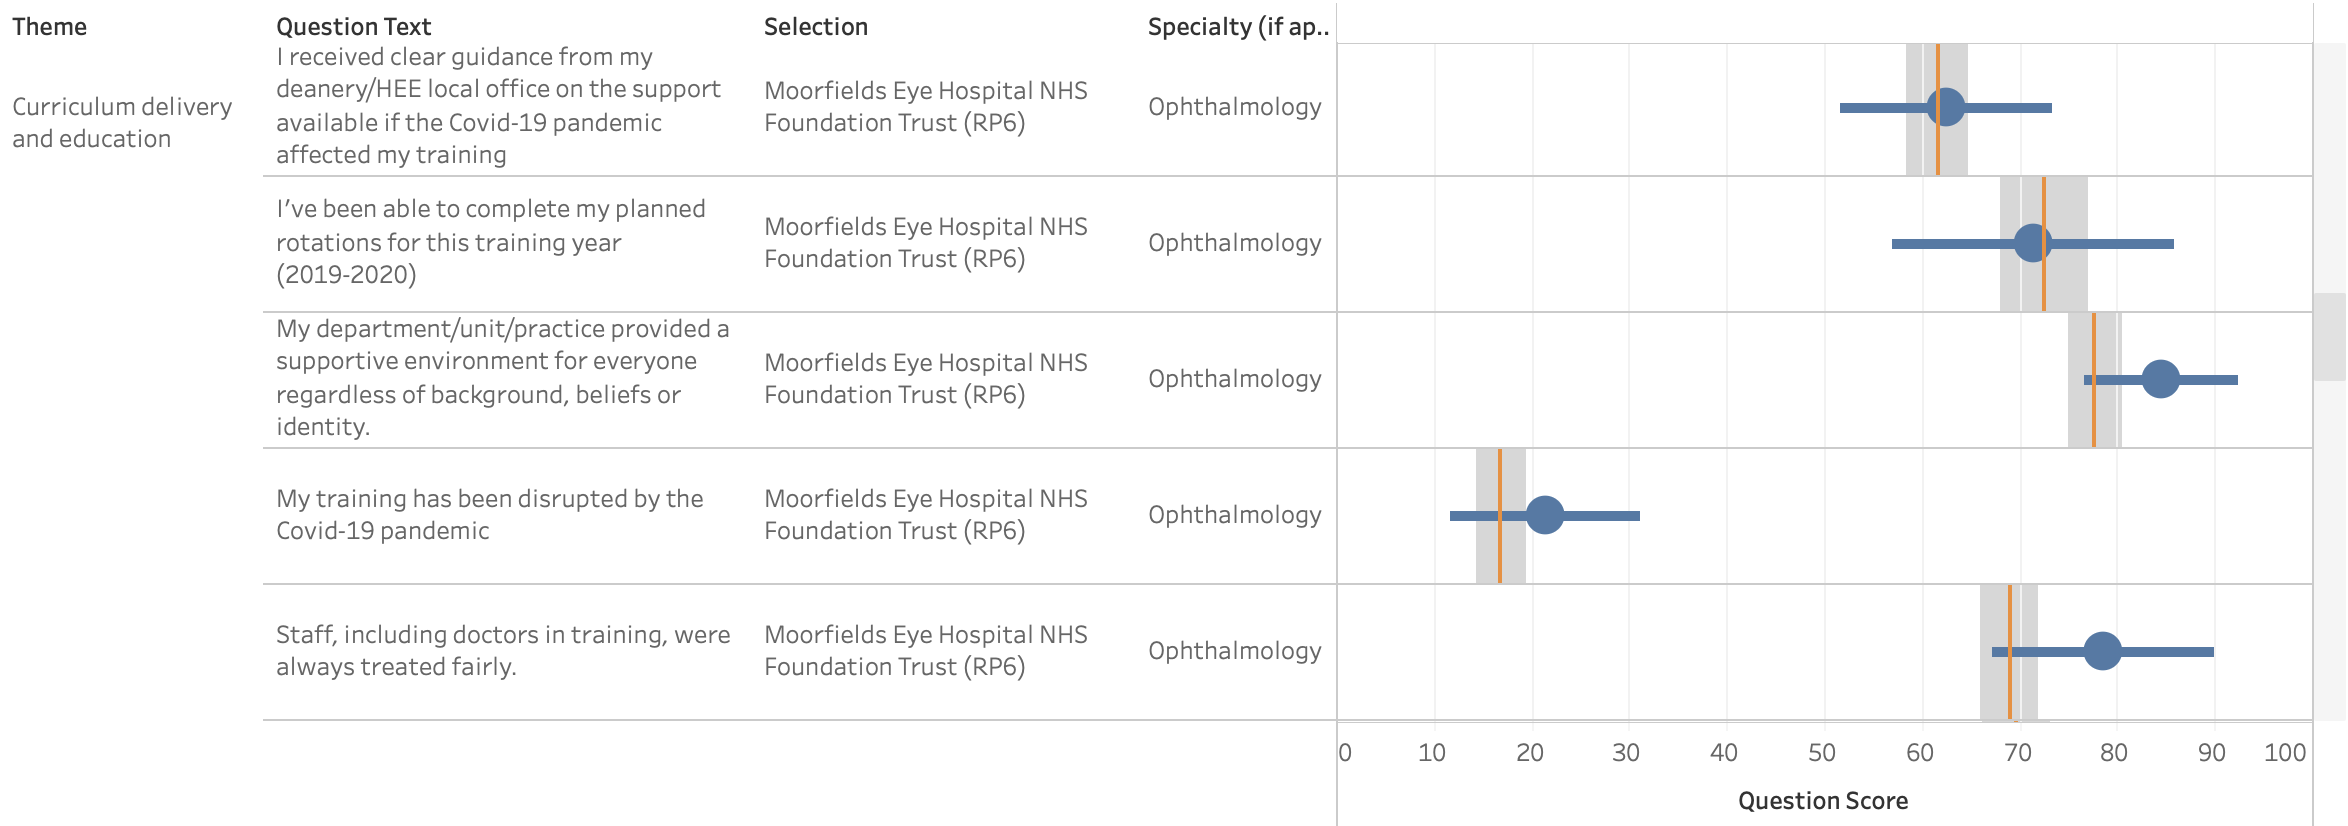 Theme
Question Text
Selection
Specialty (if ap..
Curriculum delivery
and education
I received clear guidance from my
deanery/HEE local office on the support
available if the Covid-19 pandemic
affected my training
Moorfields Eye Hospital NHS
Foundation Trust (RP6)
Ophthalmology
I've been able to complete my planned
rotations for this training year
(2019-2020)
Moorfields Eye Hospital NHS
Foundation Trust (RP6)
Ophthalmology
My department/unit/practice provided a
supportive environment for everyone
regardless of background, beliefs or
identity.
Moorfields Eye Hospital NHS
Foundation Trust (RP6)
Ophthalmology
My training has been disrupted by the
Covid-19 pandemic
Moorfields Eye Hospital NHS
Foundation Trust (RP6)
Ophthalmology
Staff, including doctors in training, were
always treated fairly.
Moorfields Eye Hospital NHS
Foundation Trust (RP6)
Ophthalmology
0 10 20 30 40 50 60 70 80 90 100
Question Score